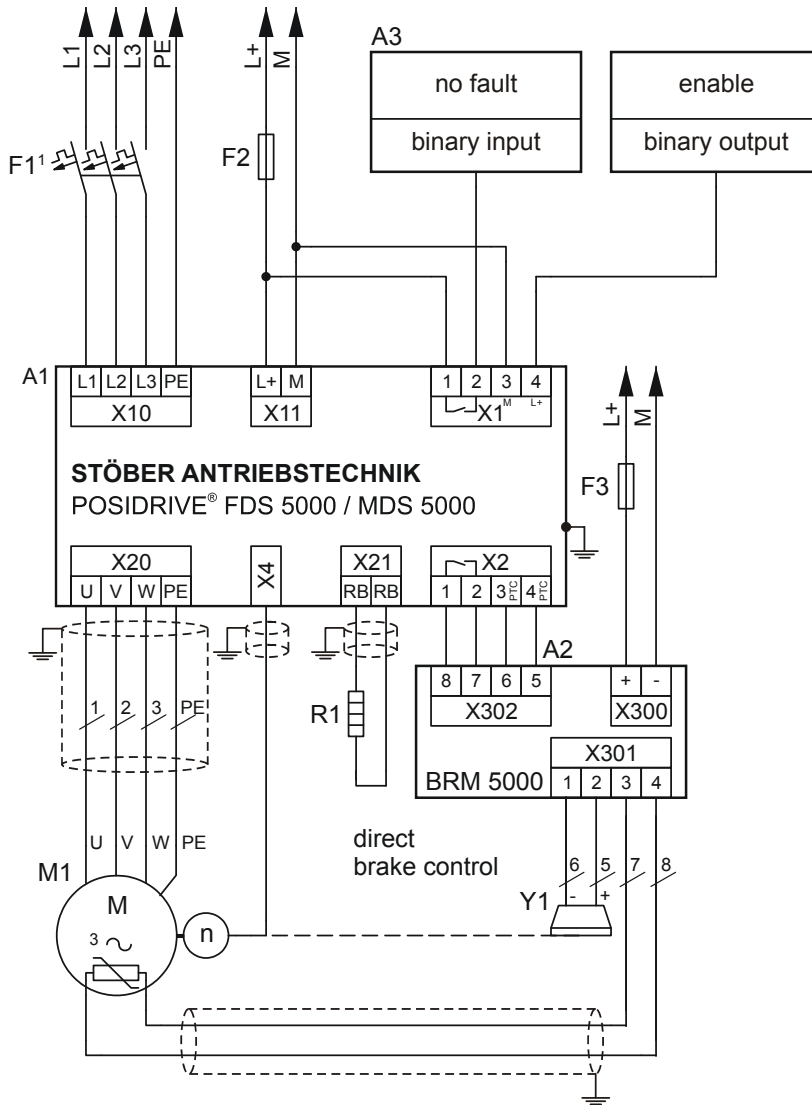 L1 L2 L3 PE L+ M
A3
no fault
binary input
enable
binary output
F1¹
F2
A1
L1 L2 L3 PE
X10
L+ M
X11
1 2 3 4
X1 M L+
L+ M
STÖBER ANTRIEBSTECHNIK
POSIDRIVE® FDS 5000 / MDS 5000
F3
X20
U V W PE
X4
X21
RB RB
X2
1 2 3 PTC 4 PTC
A2
8 7 6 5
X302
+ -
X300
1 2 3 PE
R1
X301
BRM 5000
1 2 3 4
U V W PE
direct
brake control
6 5 7 8
- +
Y1
M1
M
3
n